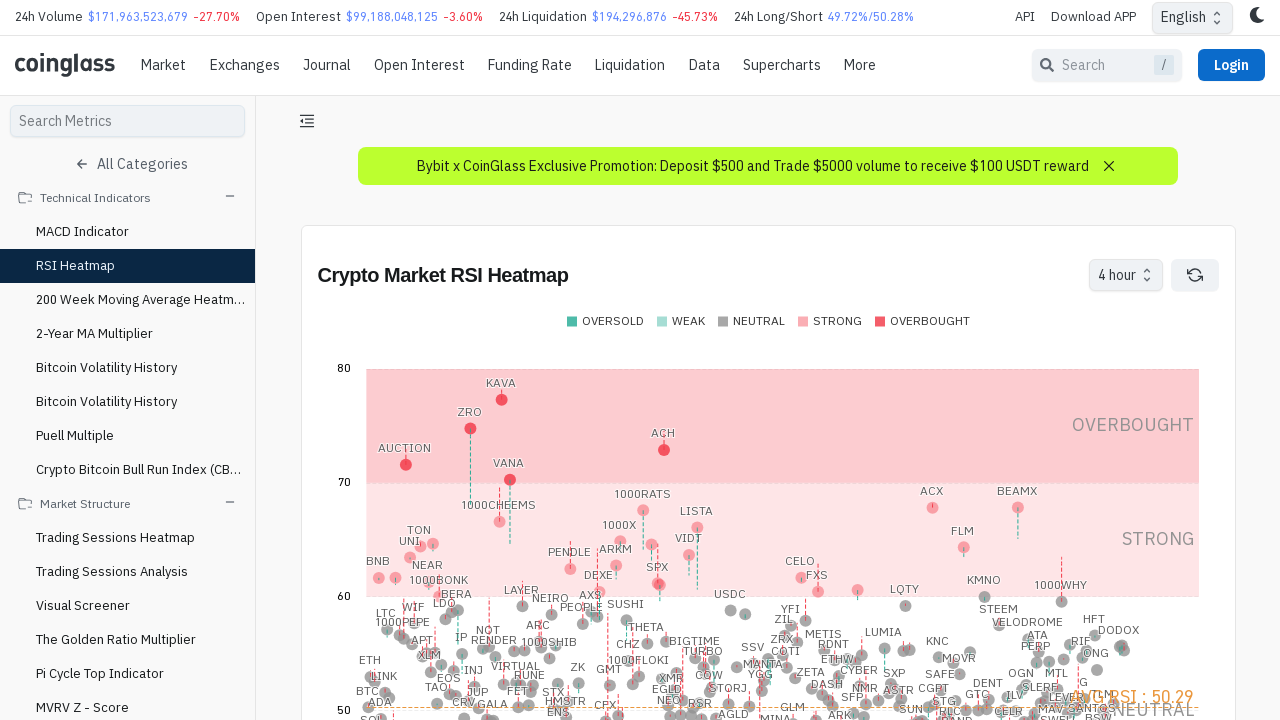 24h Volume $171,963,523,679 -27.70% Open Interest $99,188,048,125 -3.60% 24h Liquidation $194,296,876 -45.73% 24h Long/Short 49.72%/50.28% API Download APP English
coinglass Market Exchanges Journal Open Interest Funding Rate Liquidation Data Supercharts More Search / Login
Search Metrics
All Categories
Technical Indicators
MACD Indicator
RSI Heatmap
200 Week Moving Average Heatm...
2-Year MA Multiplier
Bitcoin Volatility History
Bitcoin Volatility History
Puell Multiple
Crypto Bitcoin Bull Run Index (CB...
Market Structure
Trading Sessions Heatmap
Trading Sessions Analysis
Visual Screener
The Golden Ratio Multiplier
Pi Cycle Top Indicator
MVRV Z - Score
Bybit x CoinGlass Exclusive Promotion: Deposit $500 and Trade $5000 volume to receive $100 USDT reward
Crypto Market RSI Heatmap 4 hour
OVERSOLD WEAK NEUTRAL STRONG OVERBOUGHT
80
KAVA
ZRO
OVERBOUGHT
ACH
AUCTION
VANA
70
1000RATS ACX BEAMX
1000CHEEMS
LISTA
1000X
TON FLM
UNI VIDT STRONG
PENDLE ARKM
BNB NEAR SPX CELO
DEXE FXS
1000BONK KMNO
1000WHY
LAYER LQTY
60
BERA NEIRO AXS USDC
LDO SUSHI
WIF PEOPLE YFI STEEM
LTC ZIL HFT
1000PEPE VELODROME
ARC THETA
NOT LUMIA DODOX
IP METIS ATA
APT RENDER 1000SHIB CHZ BIGTIME ZRX KNC RIF
SSV RDNT PERP
XLM TURBO COTI ONG
ETH 1000FLOKI ETHW MOVR
VIRTUAL ZK GMT MANTA
INJ CYBER
LINK EOS RUNE XMR COW YGG ZETA SXP SAFE OGN MTL
BTC TAO JUP FET STX EGLD STORJ DASH NMR ASTR CGPT DENT SLERF G
ADA CRV GALA HMSTR CFX NEO RSR SFP STG GTC ILV
AVG RSI : 50.29
50
ENS AGLD GLM ARK SUN RLC CELR MAV SANTOS NEUTRAL
MINA